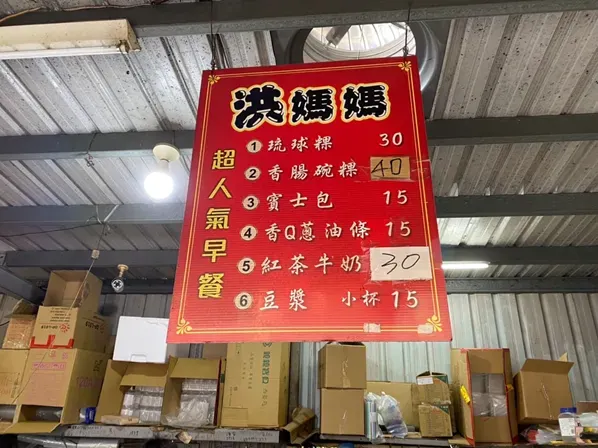 洪媽媽
超人氣早餐
①琉球粿 30
②香腸碗粿 40
③賓士包 15
④香Q蔥油條 15
⑤紅茶牛奶 30
⑥豆漿 小杯 15